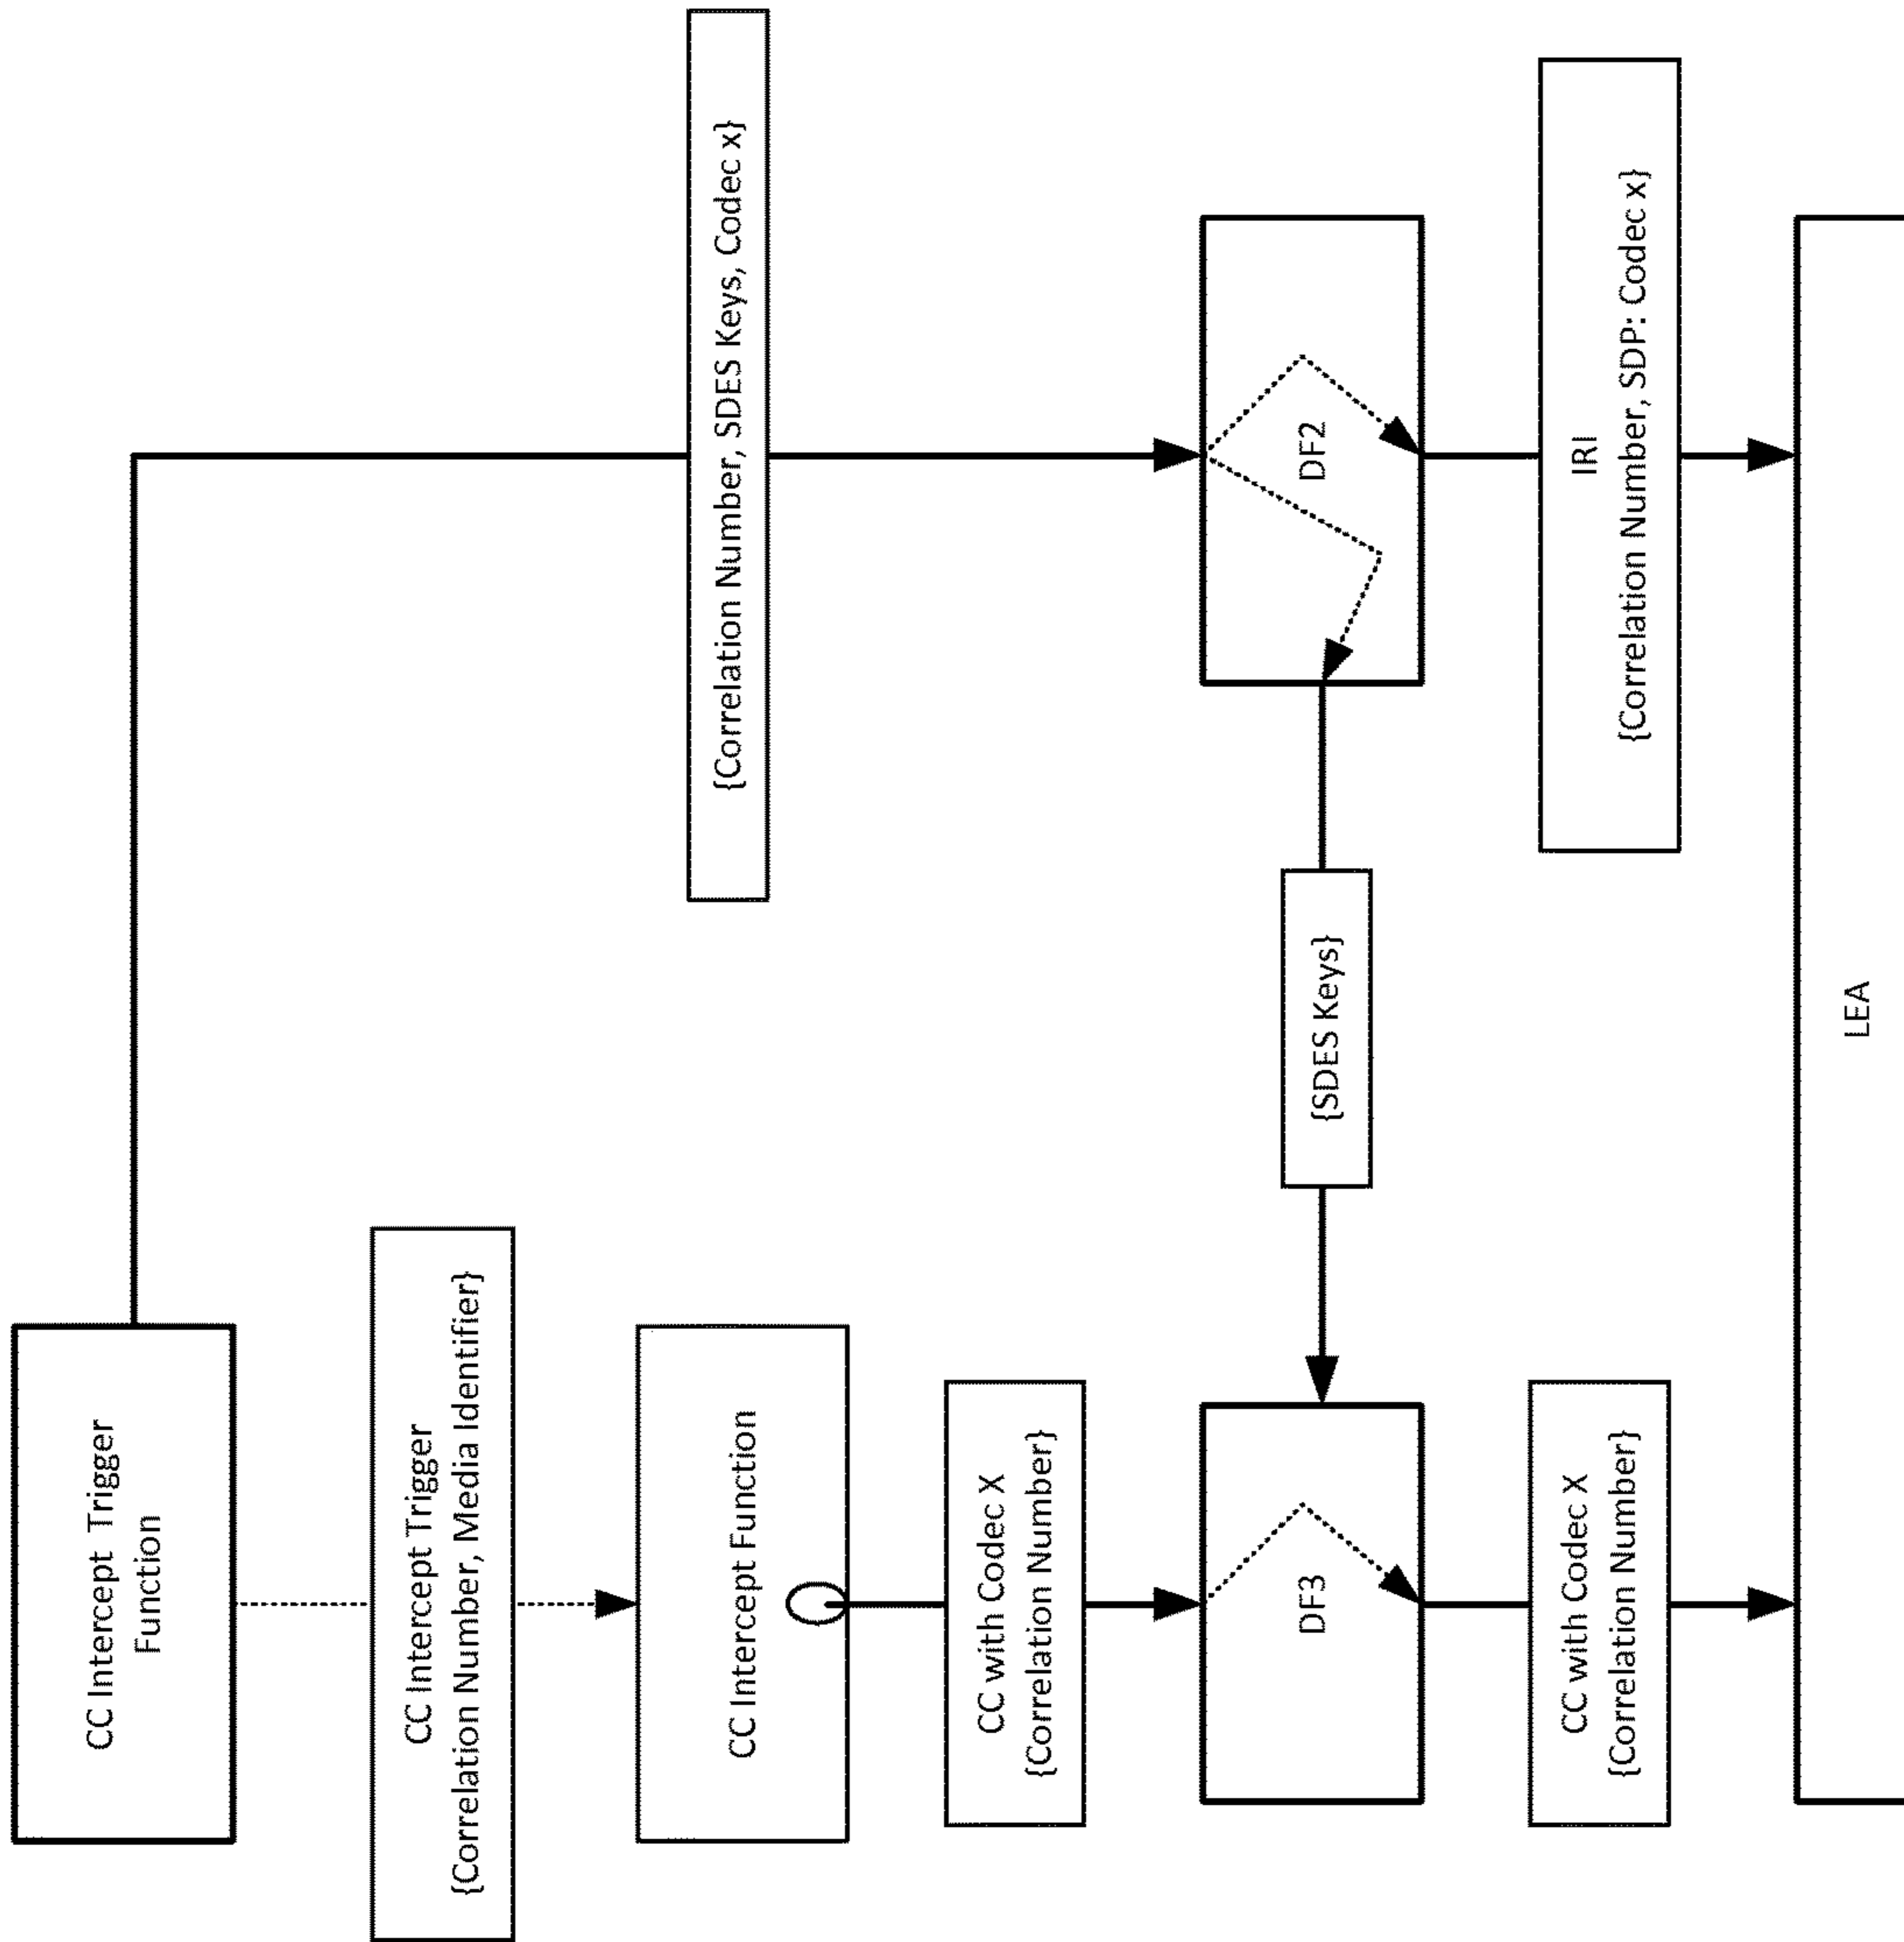 CC Intercept Trigger
Function
CC Intercept Trigger
{Correlation Number, Media Identifier}
{Correlation Number, SDES Keys, Codec x}
CC Intercept Function
CC with Codec X
{Correlation Number}
DF3
{SDES Keys}
DF2
CC with Codec X
{Correlation Number}
IRI
{Correlation Number, SDP: Codec x}
LEA